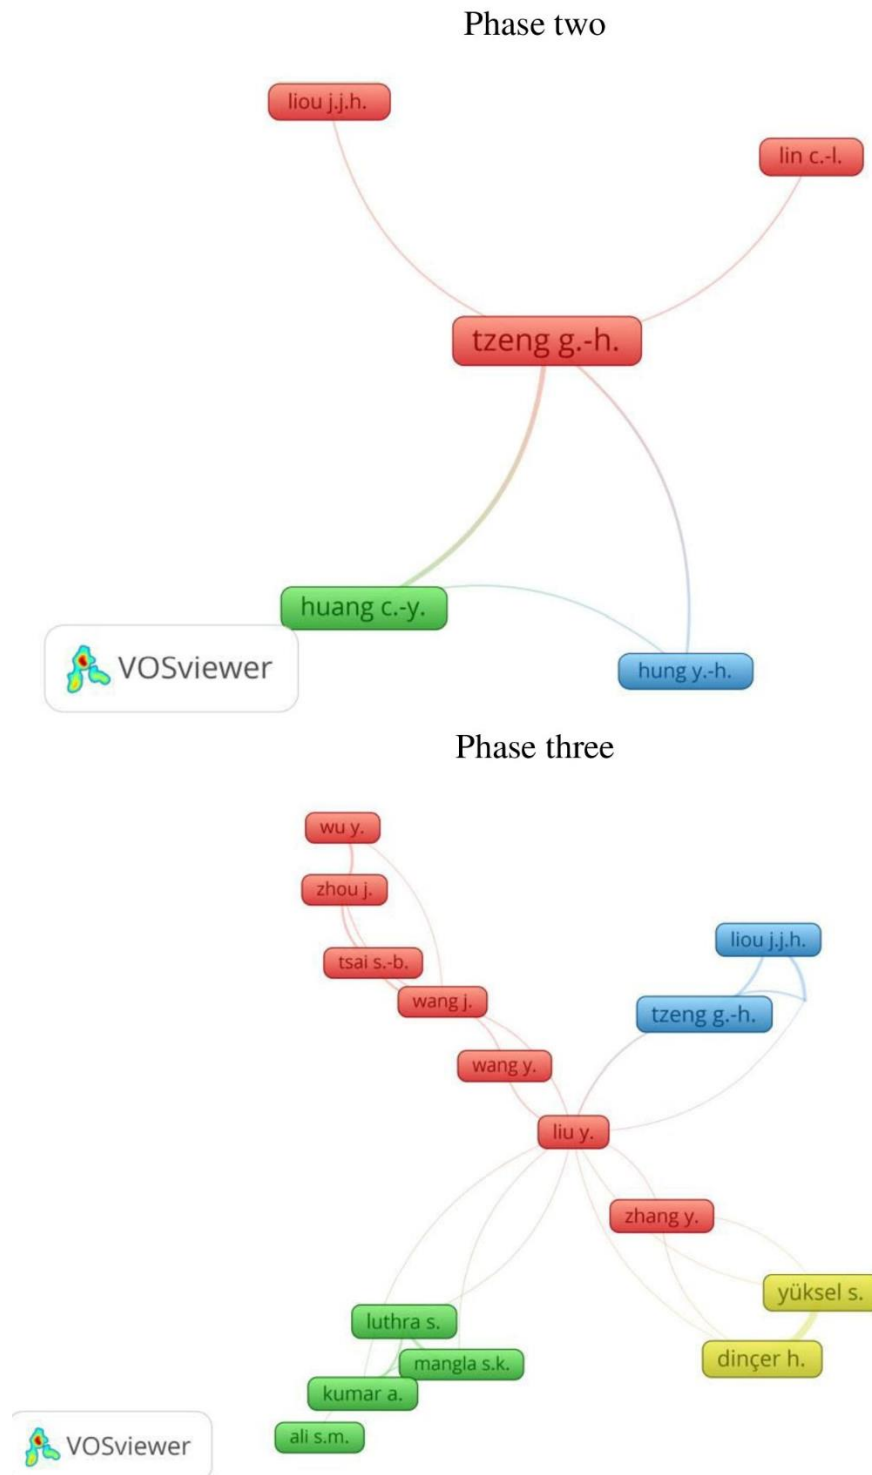 Phase two
liou j.j.h.
lin c.-l.
tzeng g.-h.
huang c.-y.
hung y.-h.
VOSviewer
Phase three
wu y.
zhou j.
tsai s.-b.
liou j.j.h.
wang j.
tzeng g.-h.
wang y.
liu y.
zhang y.
yüksel s.
luthra s.
dinçer h.
mangla s.k.
kumar a.
ali s.m.
VOSviewer